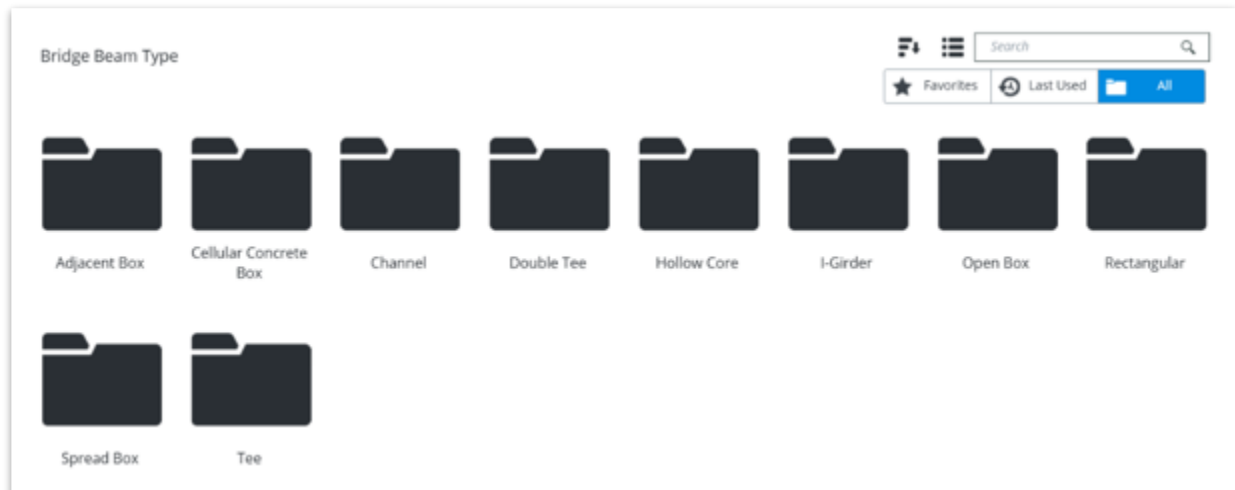 Bridge Beam Type
Search
Favorites
Last Used
All
Adjacent Box
Cellular Concrete
Box
Channel
Double Tee
Hollow Core
I-Girder
Open Box
Rectangular
Spread Box
Tee